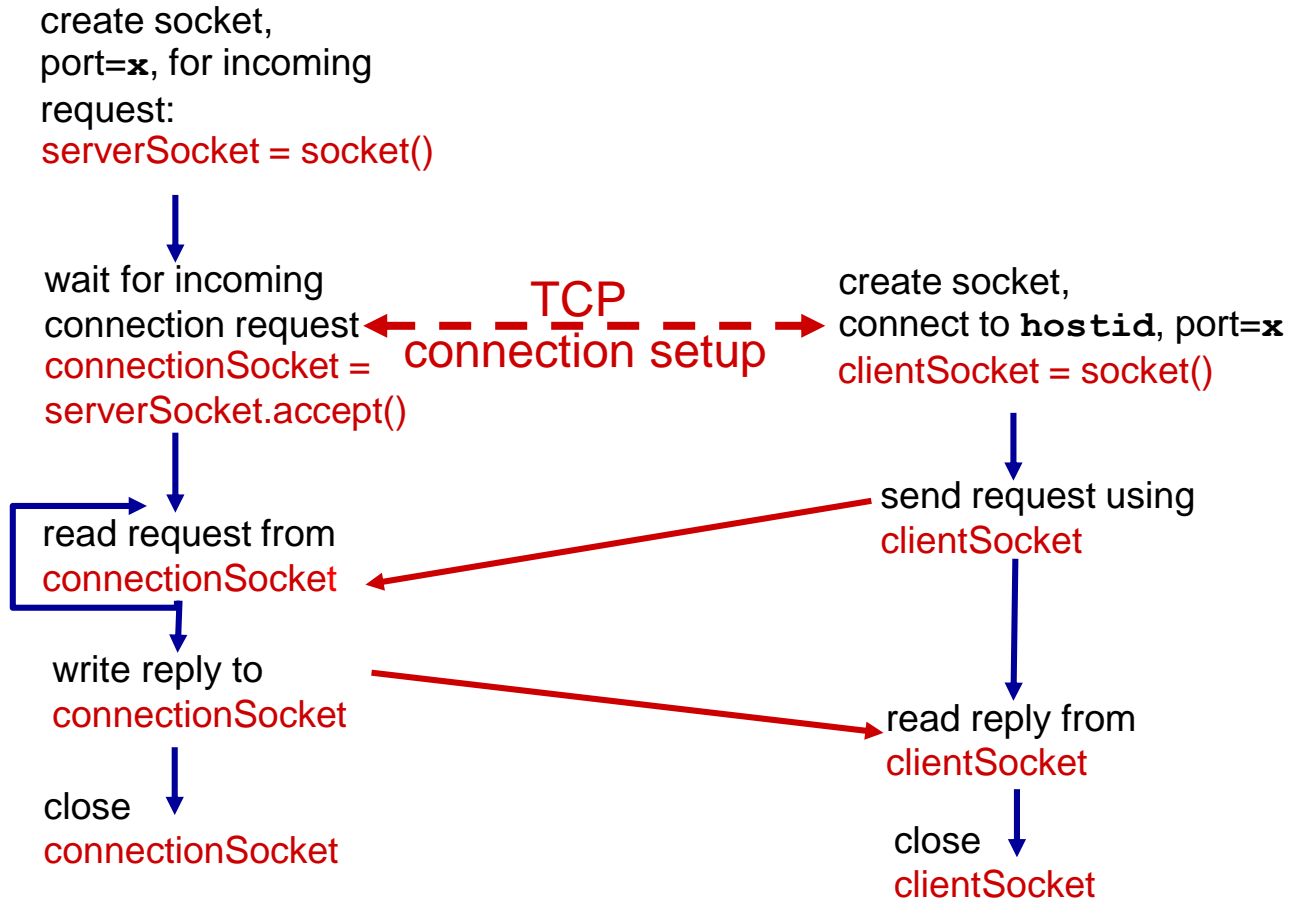 create socket,
port=x, for incoming
request:
serverSocket = socket()
wait for incoming
connection request
connectionSocket =
serverSocket.accept()
TCP
connection setup
create socket,
connect to hostid, port=x
clientSocket = socket()
read request from
connectionSocket
send request using
clientSocket
write reply to
connectionSocket
read reply from
clientSocket
close
connectionSocket
close
clientSocket